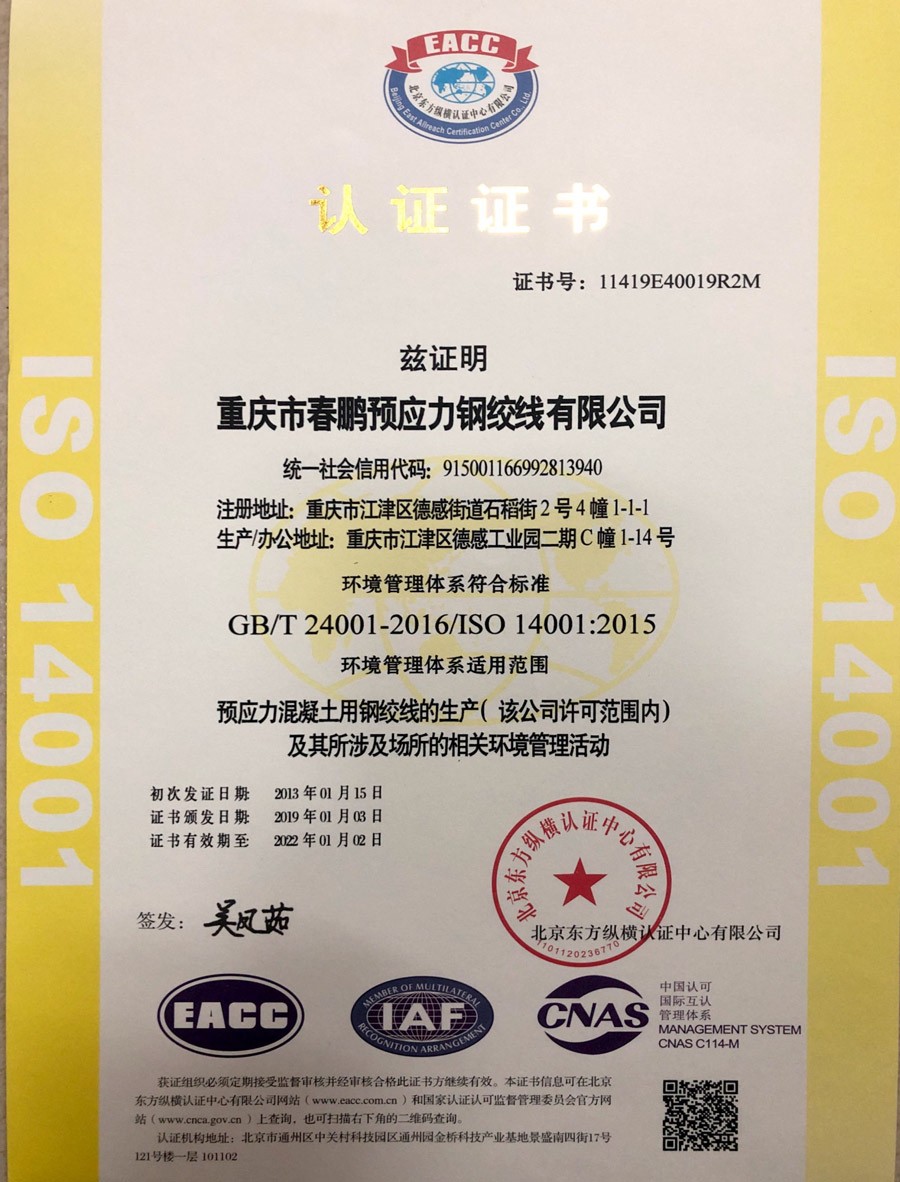 EACC
北京东方纵横认证中心有限公司
Beijing East Allreach Certification Center Co., Ltd.
认证证书
证书号：11419E40019R2M
兹证明
重庆市春鹏预应力钢绞线有限公司
统一社会信用代码：915001166992813940
注册地址：重庆市江津区德感街道石稻街2号4幢1-1-1
生产/办公地址：重庆市江津区德感工业园二期C幢1-14号
环境管理体系符合标准
GB/T 24001-2016/ISO 14001:2015
环境管理体系适用范围
预应力混凝土用钢绞线的生产（该公司许可范围内）
及其所涉及场所的相关环境管理活动
ISO 14001
ISO 14001
初次发证日期：2013年01月15日
证书颁发日期：2019年01月03日
证书有效期至：2022年01月02日
签发：吴凤茹
北京东方纵横认证中心有限公司
1101120236770
北京东方纵横认证中心有限公司
EACC
MEMBER OF MULTILATERAL
IAF
RECOGNITION ARRANGEMENT
CNAS
中国认可
国际互认
管理体系
MANAGEMENT SYSTEM
CNAS C114-M
获证组织必须定期接受监督审核并经审核合格此证书方继续有效。本证书信息可在北京
东方纵横认证中心有限公司网站（www.eacc.com.cn）和国家认证认可监督管理委员会官方网
站（www.cnca.gov.cn）上查询，也可扫描右下角的二维码查询。
认证机构地址：北京市通州区中关村科技园区通州园金桥科技产业基地景盛南四街17号
121号楼一层 101102